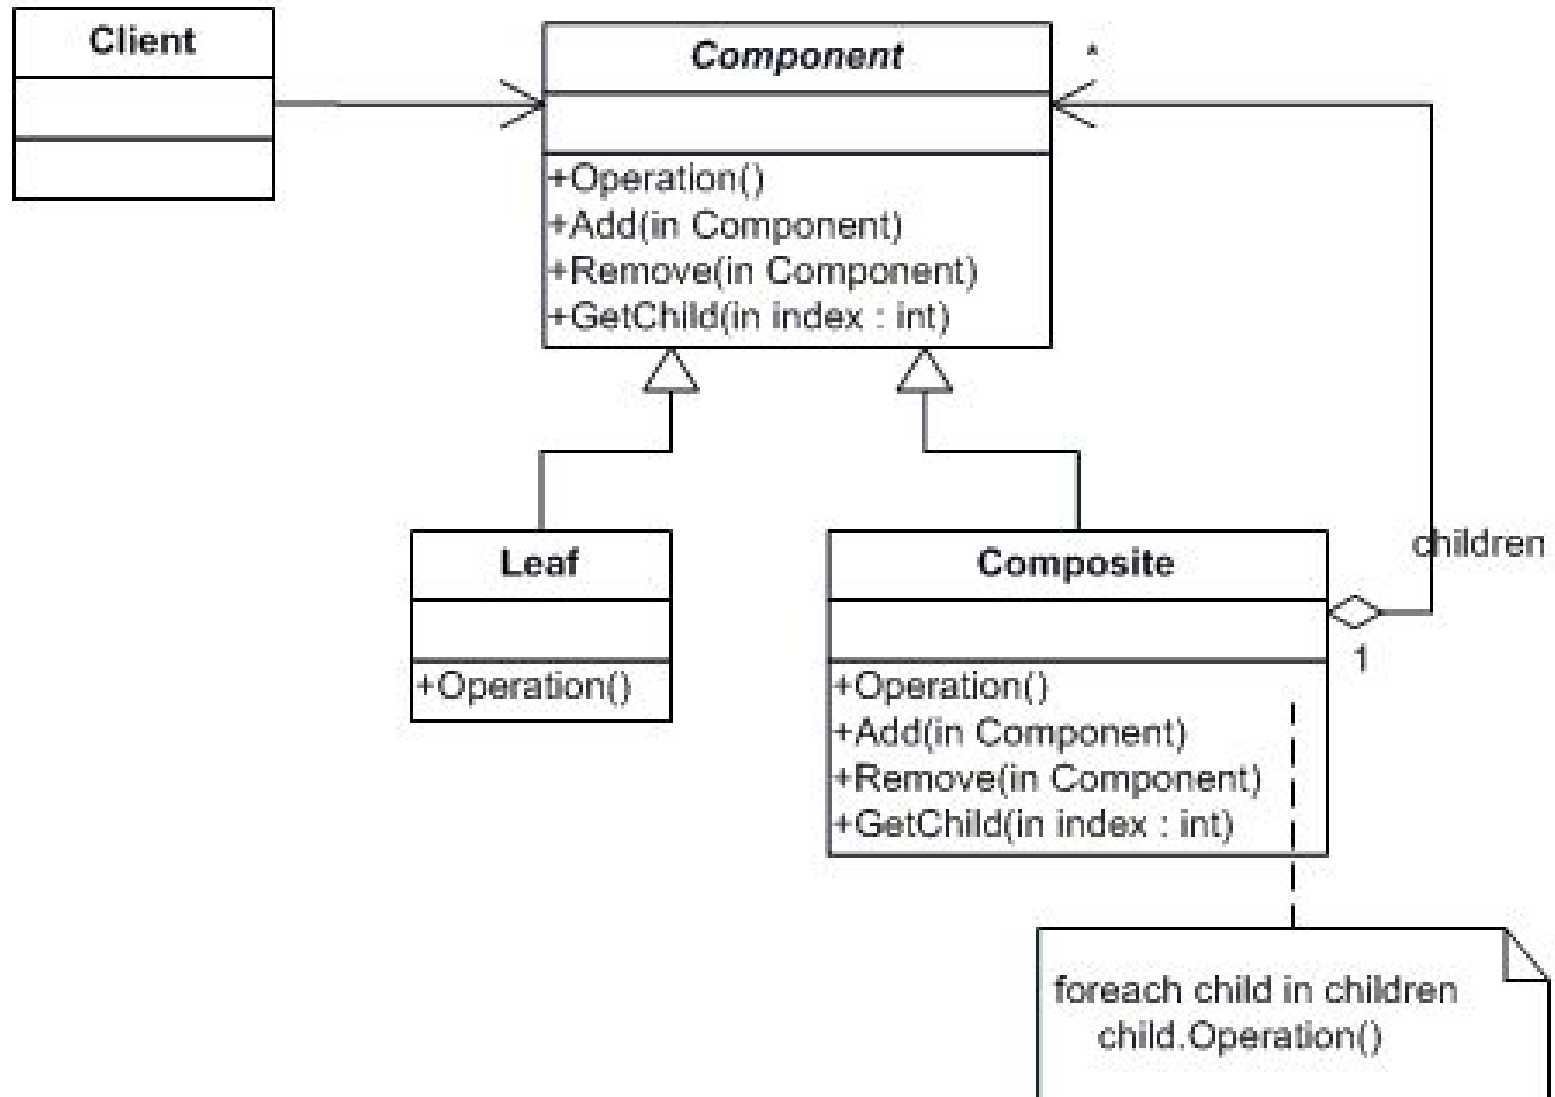 Client
Component
*
+Operation()
+Add(in Component)
+Remove(in Component)
+GetChild(in index : int)
Leaf
+Operation()
Composite
+Operation()
+Add(in Component)
+Remove(in Component)
+GetChild(in index : int)
children
1
foreach child in children
child.Operation()